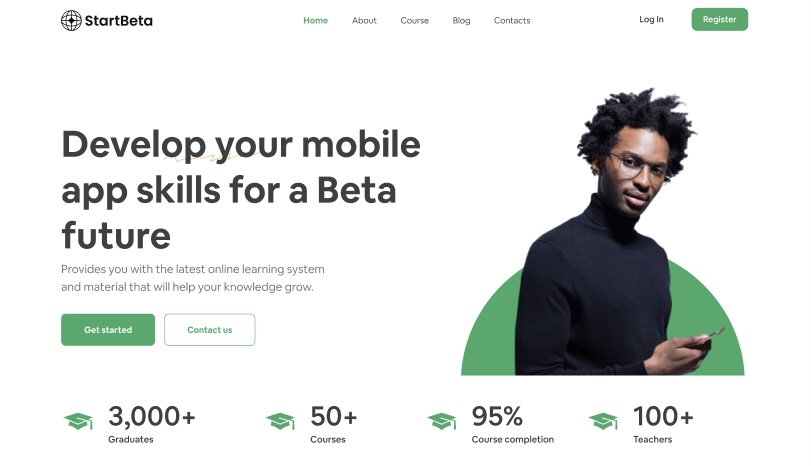 StartBeta
Home About Course Blog Contacts
Log In
Register
Develop your mobile
app skills for a Beta
future
Provides you with the latest online learning system
and material that will help your knowledge grow.
Get started
Contact us
3,000+
Graduates
50+
Courses
95%
Course completion
100+
Teachers